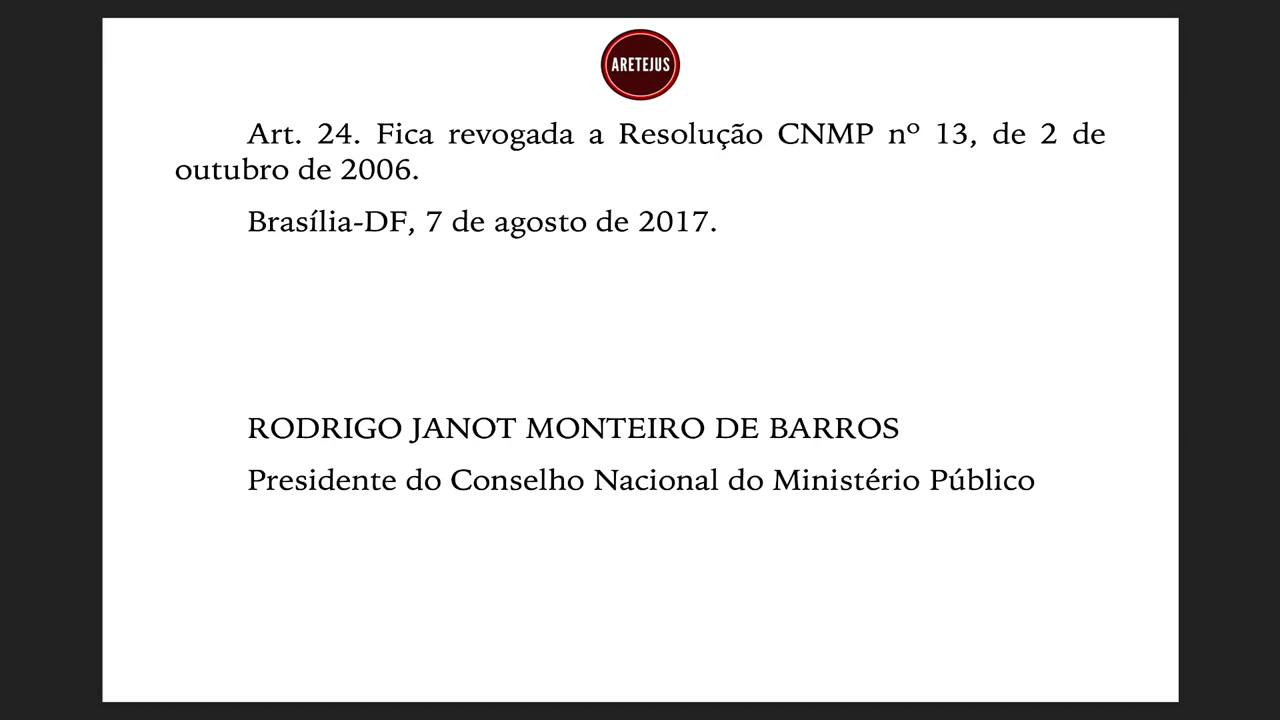 ARETEJUS
Art. 24. Fica revogada a Resolução CNMP nº 13, de 2 de
outubro de 2006.
Brasília-DF, 7 de agosto de 2017.
RODRIGO JANOT MONTEIRO DE BARROS
Presidente do Conselho Nacional do Ministério Público